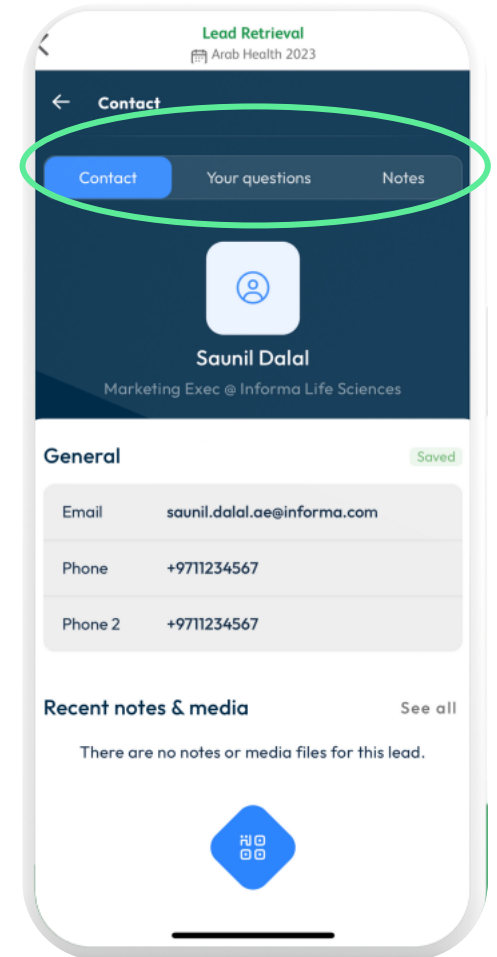 Lead Retrieval
Arab Health 2023
Contact
Contact Your questions Notes
Saunil Dalal
Marketing Exec @ Informa Life Sciences
General Saved
Email saunil.dalal.ae@informa.com
Phone +9711234567
Phone 2 +9711234567
Recent notes & media See all
There are no notes or media files for this lead.